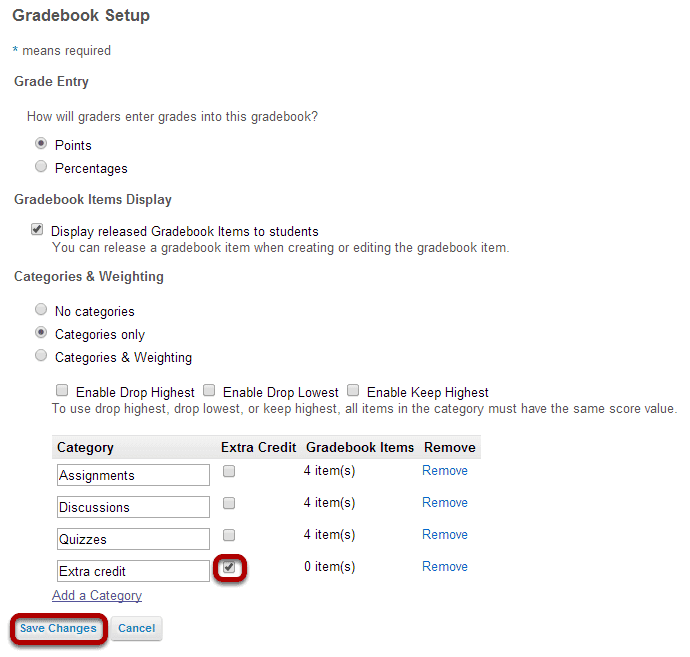 Gradebook Setup
* means required
Grade Entry
How will graders enter grades into this gradebook?
Points
Percentages
Gradebook Items Display
Display released Gradebook Items to students
You can release a gradebook item when creating or editing the gradebook item.
Categories & Weighting
No categories
Categories only
Categories & Weighting
Enable Drop Highest Enable Drop Lowest Enable Keep Highest
To use drop highest, drop lowest, or keep highest, all items in the category must have the same score value.
Category Extra Credit Gradebook Items Remove
Assignments 4 item(s) Remove
Discussions 4 item(s) Remove
Quizzes 4 item(s) Remove
Extra credit 0 item(s) Remove
Add a Category
Save Changes Cancel